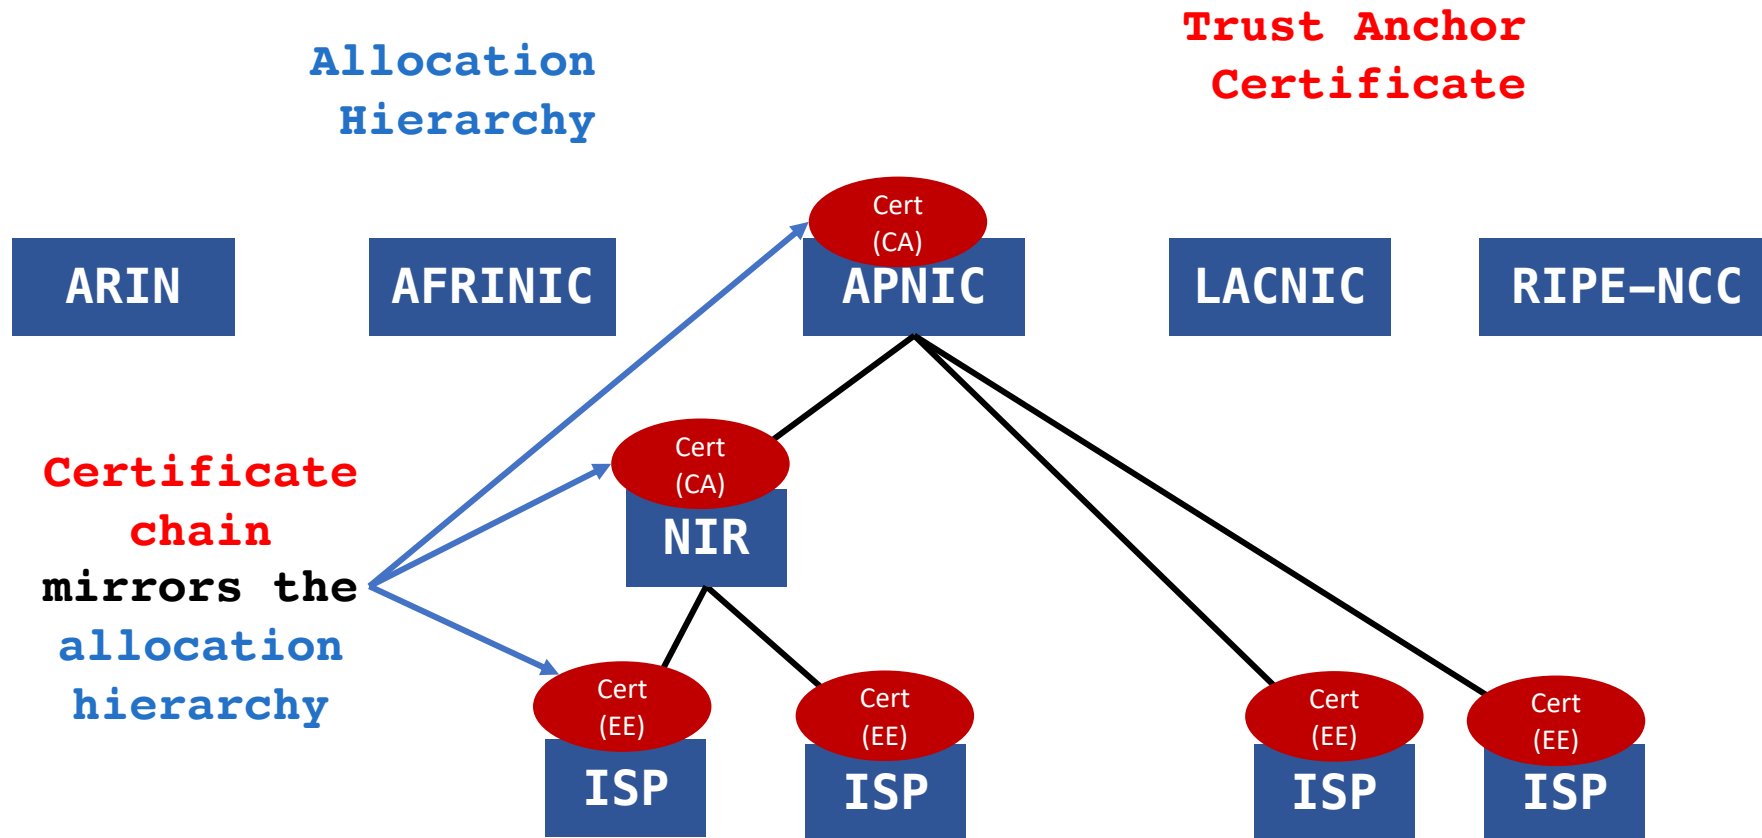 Trust Anchor
Certificate
Allocation
Hierarchy
Cert
(CA)
ARIN
AFRINIC
APNIC
LACNIC
RIPE–NCC
Cert
(CA)
NIR
Certificate
chain
mirrors the
allocation
hierarchy
Cert
(EE)
ISP
Cert
(EE)
ISP
Cert
(EE)
ISP
Cert
(EE)
ISP